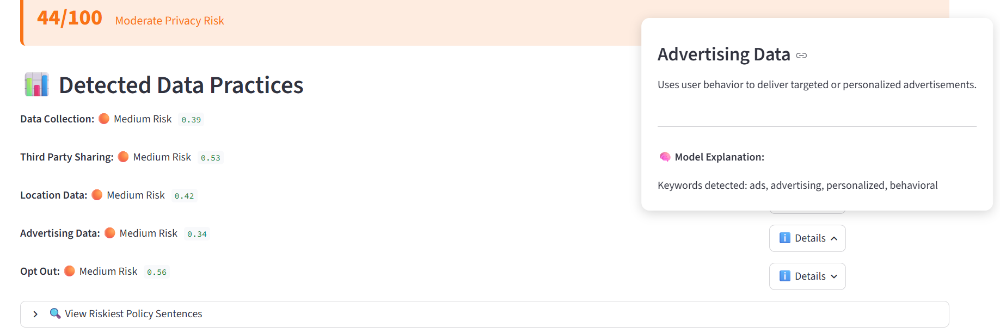 44/100 Moderate Privacy Risk
Detected Data Practices
Data Collection: Medium Risk 0.39
Third Party Sharing: Medium Risk 0.53
Location Data: Medium Risk 0.42
Advertising Data: Medium Risk 0.34
Details
Opt Out: Medium Risk 0.56
Details
View Riskiest Policy Sentences
Advertising Data
Uses user behavior to deliver targeted or personalized advertisements.
Model Explanation:
Keywords detected: ads, advertising, personalized, behavioral